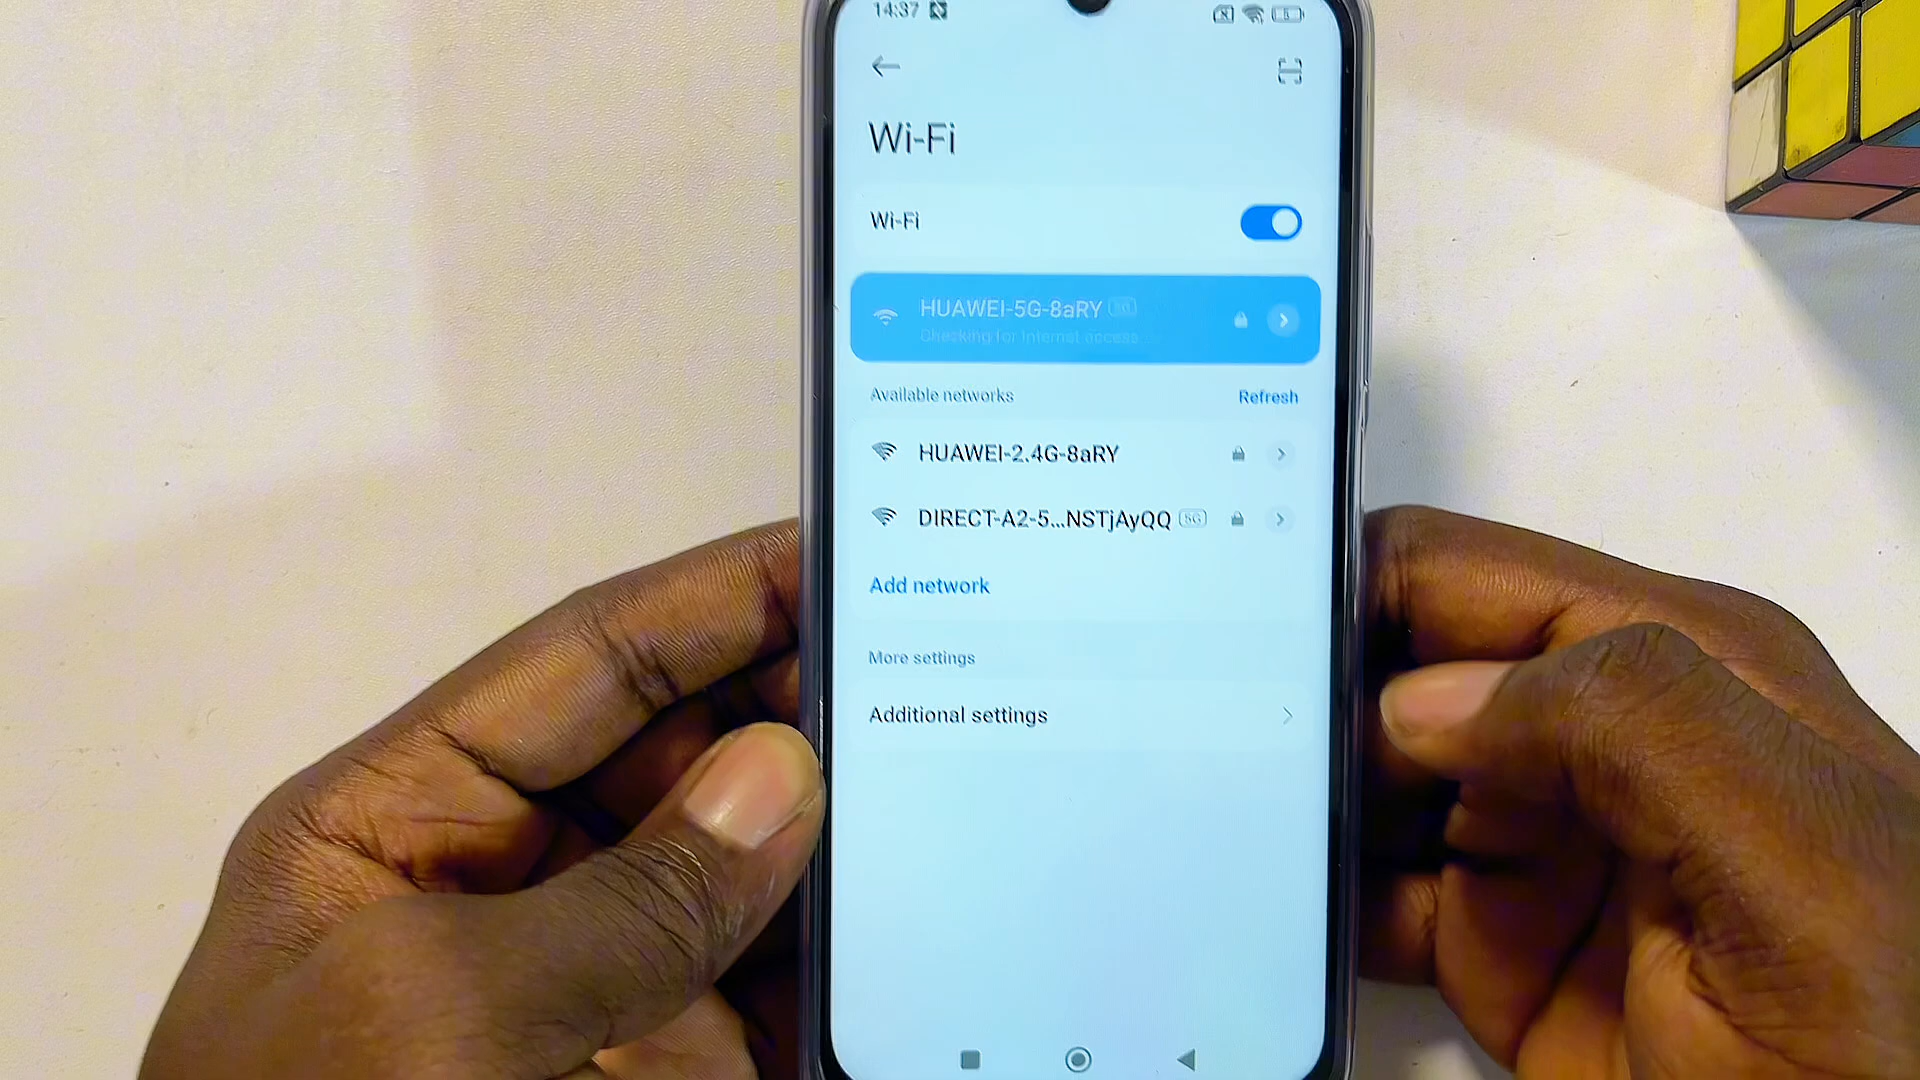 14:37
Wi-Fi
Wi-Fi
HUAWEI-5G-8aRY 5G
Checking for Internet access
Available networks
Refresh
HUAWEI-2.4G-8aRY
DIRECT-A2-5...NSTjAyQQ 5G
Add network
More settings
Additional settings